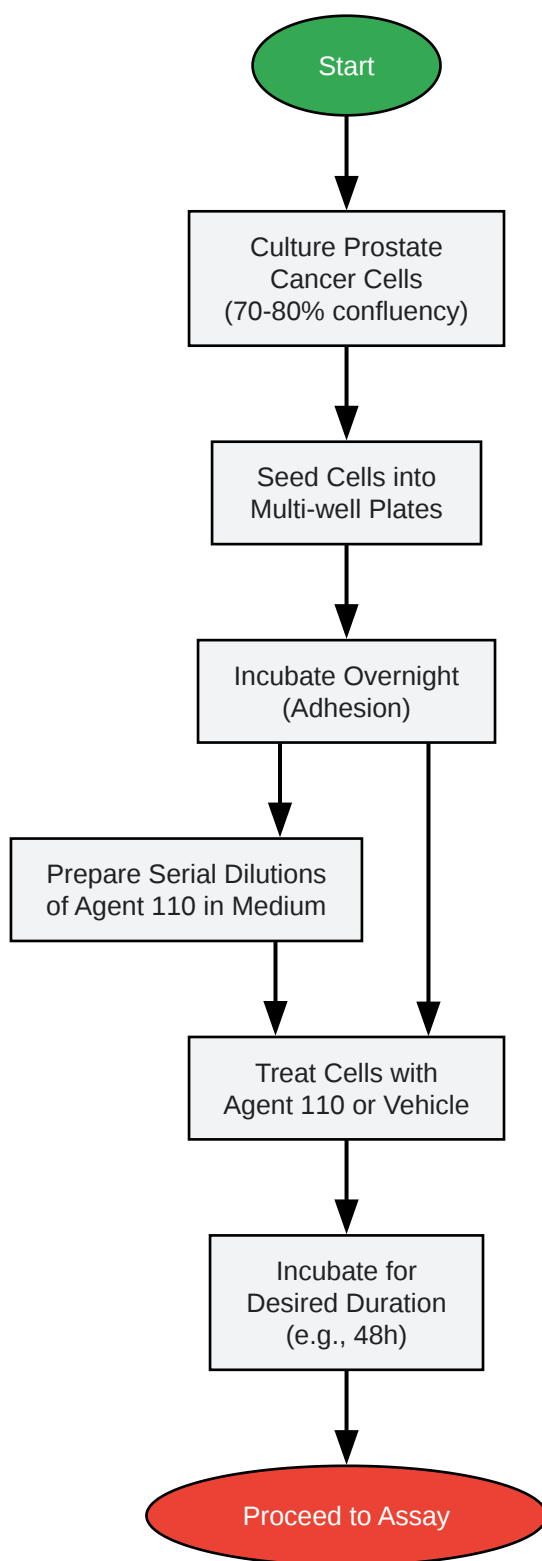 Start
Culture Prostate
Cancer Cells
(70-80% confluency)
Seed Cells into
Multi-well Plates
Incubate Overnight
(Adhesion)
Prepare Serial Dilutions
of Agent 110 in Medium
Treat Cells with
Agent 110 or Vehicle
Incubate for
Desired Duration
(e.g., 48h)
Proceed to Assay